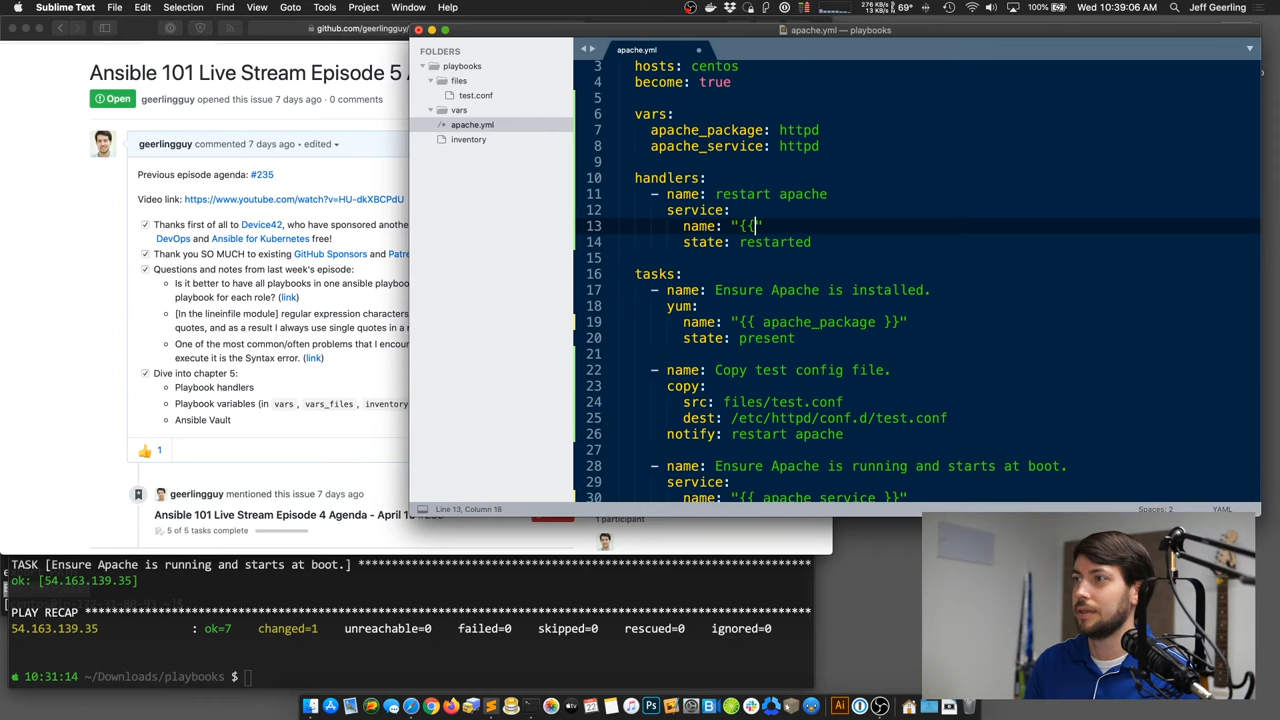 Sublime Text File Edit Selection Find View Goto Tools Project Window Help
276 KB/s 69° 10:39:06 AM Jeff Geerling
github.com/geerlingguy/
apache.yml — playbooks
Ansible 101 Live Stream Episode 5 A
Open geerlingguy opened this issue 7 days ago · 0 comments
geerlingguy commented 7 days ago • edited
Previous episode agenda: #235
Video link: https://www.youtube.com/watch?v=HU-dkXBCPdU
Thanks first of all to Device42, who have sponsored anothe
DevOps and Ansible for Kubernetes free!
Thank you SO MUCH to existing GitHub Sponsors and Patre
Questions and notes from last week's episode:
Is it better to have all playbooks in one ansible playbo
playbook for each role? (link)
[In the lineinfile module] regular expression characters
quotes, and as a result I always use single quotes in a r
One of the most common/often problems that I encour
execute it is the Syntax error. (link)
Dive into chapter 5:
Playbook handlers
Playbook variables (in vars, vars_files, inventory
Ansible Vault
1
geerlingguy mentioned this issue 7 days ago
Ansible 101 Live Stream Episode 4 Agenda - April 1
5 of 5 tasks complete
1 participant
FOLDERS
playbooks
files
test.conf
vars
apache.yml
inventory
apache.yml
3 hosts: centos
4 become: true
5
6 vars:
7 apache_package: httpd
8 apache_service: httpd
9
10 handlers:
11 - name: restart apache
12 service:
13 name: "{{"
14 state: restarted
15
16 tasks:
17 - name: Ensure Apache is installed.
18 yum:
19 name: "{{ apache_package }}"
20 state: present
21
22 - name: Copy test config file.
23 copy:
24 src: files/test.conf
25 dest: /etc/httpd/conf.d/test.conf
26 notify: restart apache
27
28 - name: Ensure Apache is running and starts at boot.
29 service:
30 name: "{{ apache_service }}"
Line 13, Column 18 Spaces: 2 YAML
TASK [Ensure Apache is running and starts at boot.] *********************************************************
ok: [54.163.139.35]
PLAY RECAP *******************************************************************************************
54.163.139.35 : ok=7 changed=1 unreachable=0 failed=0 skipped=0 rescued=0 ignored=0
10:31:14 ~/Downloads/playbooks $